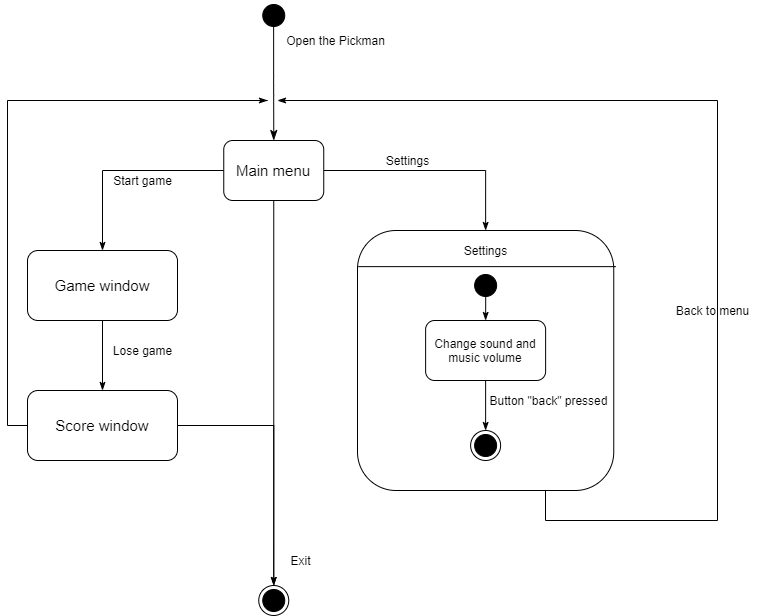 Open the Pickman
Main menu
Settings
Start game
Settings
Game window
Back to menu
Change sound and
music volume
Lose game
Button "back" pressed
Score window
Exit